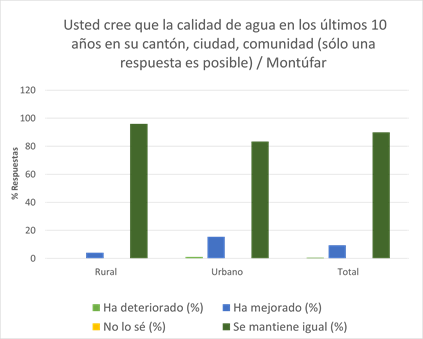 Usted cree que la calidad de agua en los últimos 10
años en su cantón, ciudad, comunidad (sólo una
respuesta es posible) / Montúfar
% Respuestas
120
100
80
60
40
20
0
Rural Urbano Total
Ha deteriorado (%) Ha mejorado (%)
No lo sé (%) Se mantiene igual (%)